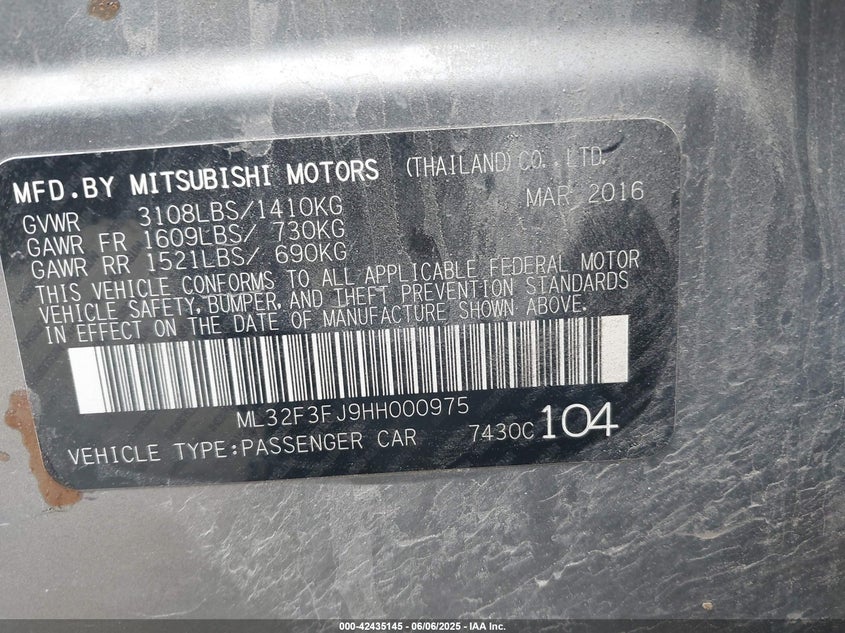 MFD.BY MITSUBISHI MOTORS (THAILAND)CO.,LTD.
GVWR 3108LBS/1410KG MAR 2016
GAWR FR 1609LBS/ 730KG
GAWR RR 1521LBS/ 690KG
THIS VEHICLE CONFORMS TO ALL APPLICABLE FEDERAL MOTOR
VEHICLE SAFETY, BUMPER, AND THEFT PREVENTION STANDARDS
IN EFFECT ON THE DATE OF MANUFACTURE SHOWN ABOVE.
ML32F3FJ9HH000975
VEHICLE TYPE:PASSENGER CAR 7430C 104
000-42435145 - 06/06/2025 - IAA Inc.